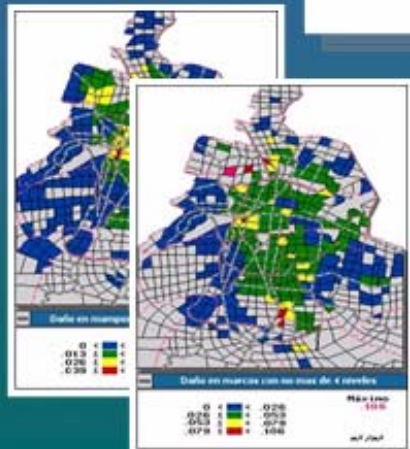 Daño en mampos
0 <
.013 ≤
.026 ≤
.039 ≤
Daño en marcos con no mas de 4 niveles
0 < < .026
.026 ≤ < .053
.053 ≤ < .079
.079 ≤ < .106
Máximo
.106